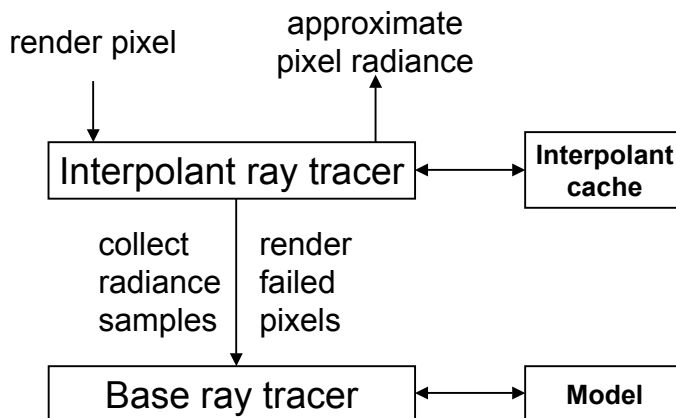 render pixel
approximate
pixel radiance
Interpolant ray tracer
Interpolant
cache
collect
radiance
samples
render
failed
pixels
Base ray tracer
Model